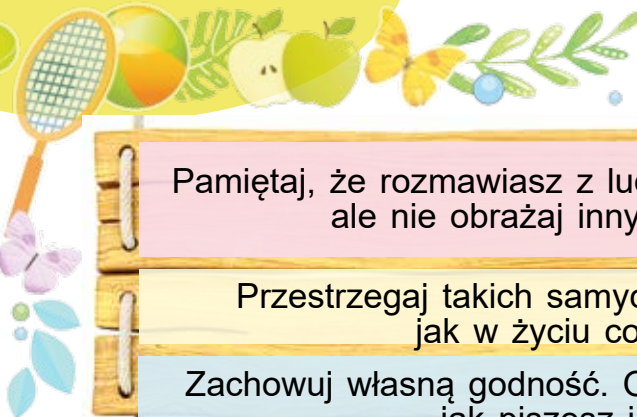 Pamiętaj, że rozmawiasz z
ale nie obrażaj
Przestrzegaj takich
jak w życiu
Zachowuj własną godność.
jak piszesz i